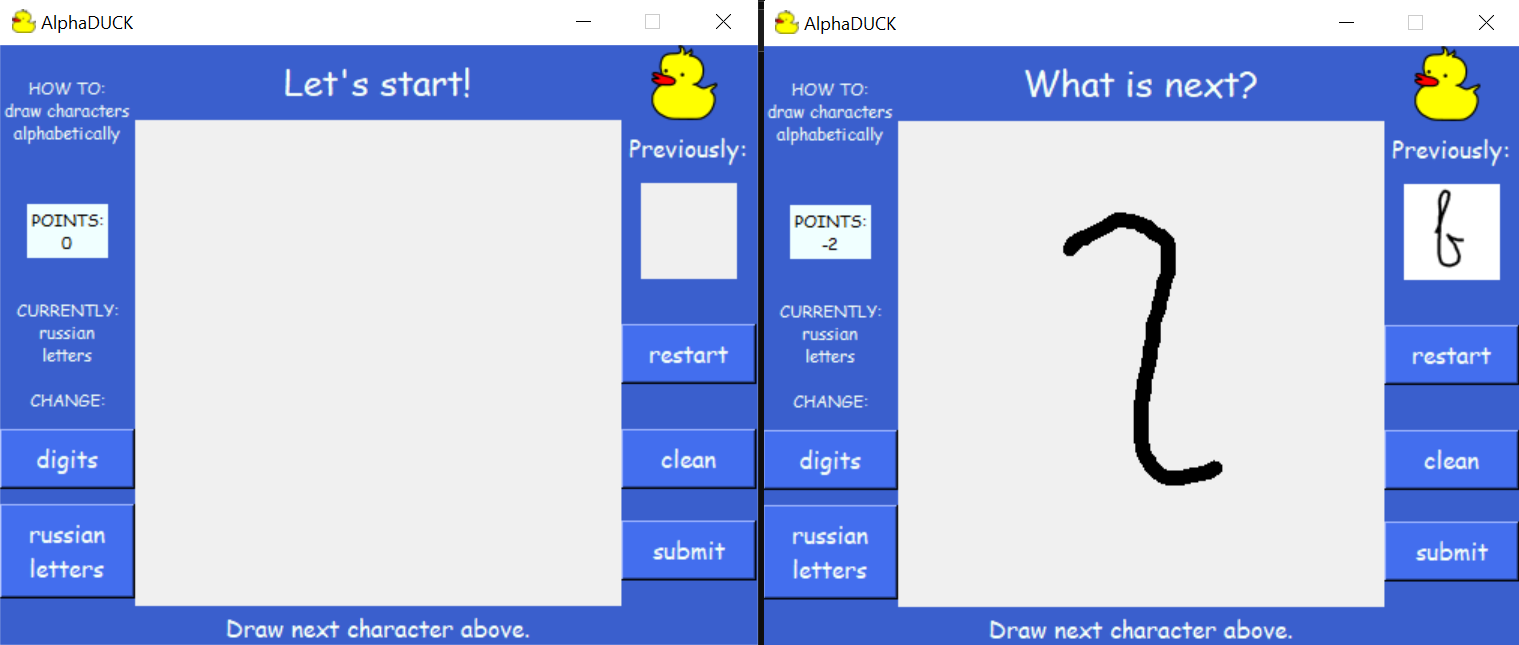 AlphaDUCK
HOW TO:
draw characters
alphabetically
Let's start!
Previously:
POINTS:
0
CURRENTLY:
russian
letters
CHANGE:
digits
russian
letters
restart
clean
submit
Draw next character above.
AlphaDUCK
HOW TO:
draw characters
alphabetically
What is next?
Previously:
в
POINTS:
-2
CURRENTLY:
russian
letters
CHANGE:
digits
russian
letters
г
restart
clean
submit
Draw next character above.